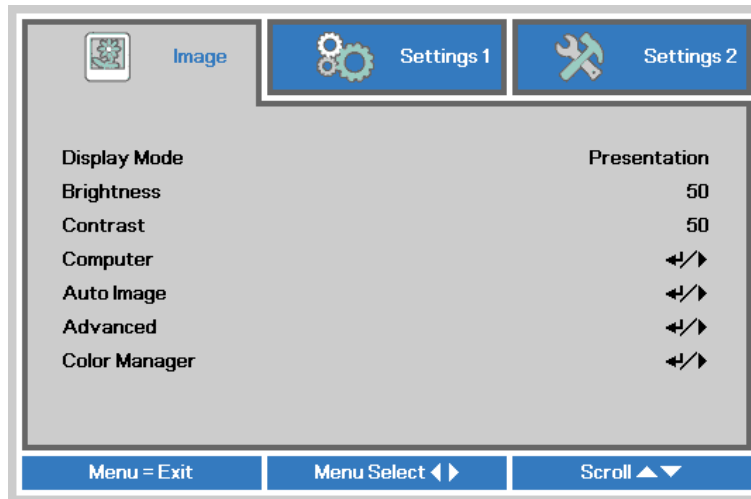 Image
Settings 1
Settings 2
Display Mode Presentation
Brightness 50
Contrast 50
Computer ↵/▶
Auto Image ↵/▶
Advanced ↵/▶
Color Manager ↵/▶
Menu = Exit
Menu Select ◀ ▶
Scroll ▲▼